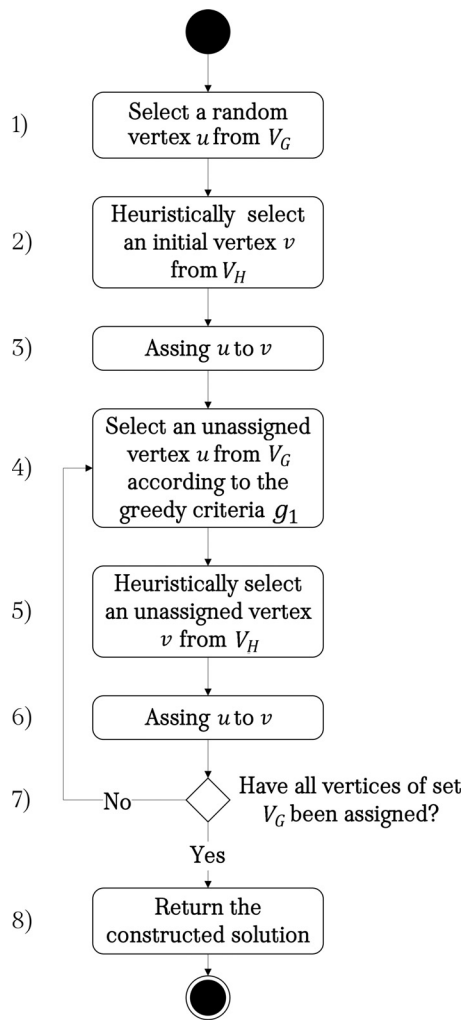 1)
Select a random
vertex u from V_G
2)
Heuristically select
an initial vertex v
from V_H
3)
Assing u to v
4)
Select an unassigned
vertex u from V_G
according to the
greedy criteria g_1
5)
Heuristically select
an unassigned vertex
v from V_H
6)
Assing u to v
7)
No
Have all vertices of set
V_G been assigned?
Yes
8)
Return the
constructed solution